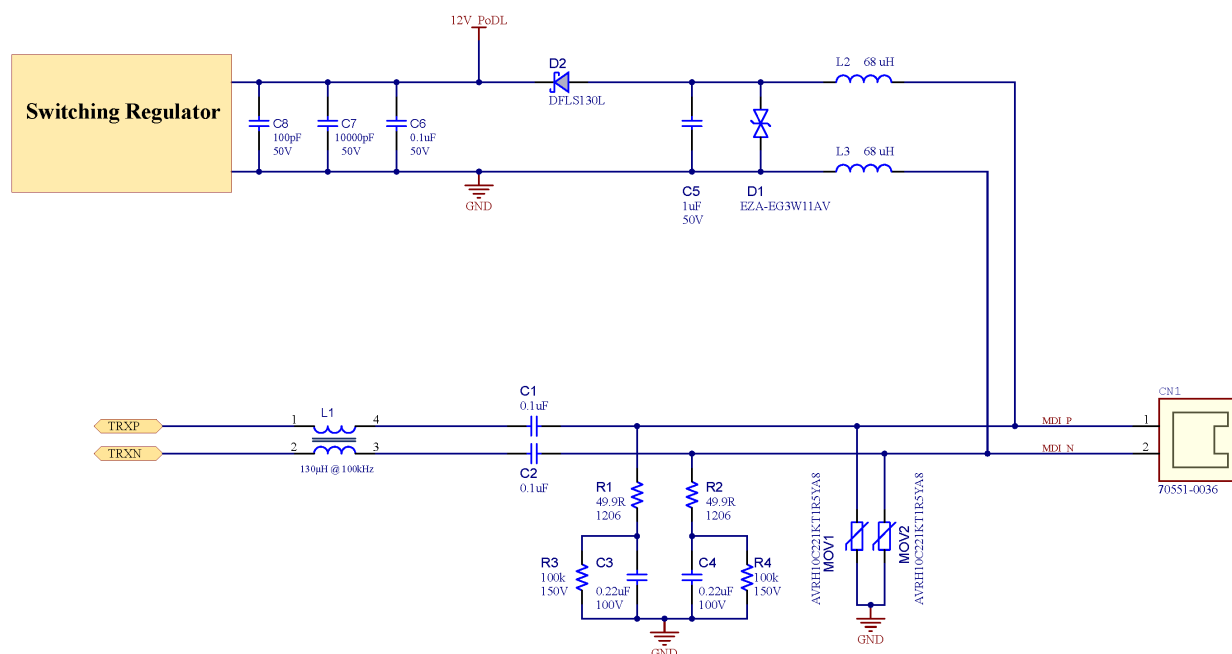 12V_PoDL
Switching Regulator
C8
100pF
50V
C7
10000pF
50V
C6
0.1uF
50V
D2
DFLS130L
GND
C5
1uF
50V
D1
EZA-EG3W11AV
L2 68 uH
L3 68 uH
TRXP
TRXN
1
2
L1
4
3
130µH @ 100kHz
C1
0.1uF
C2
0.1uF
R1
49.9R
1206
R2
49.9R
1206
R3
100k
150V
C3
0.22uF
100V
C4
0.22uF
100V
R4
100k
150V
GND
AVRH10C221KT1R5YA8
MOV1
MOV2
AVRH10C221KT1R5YA8
GND
MDI_P
MDI_N
CN1
1
2
70551-0036